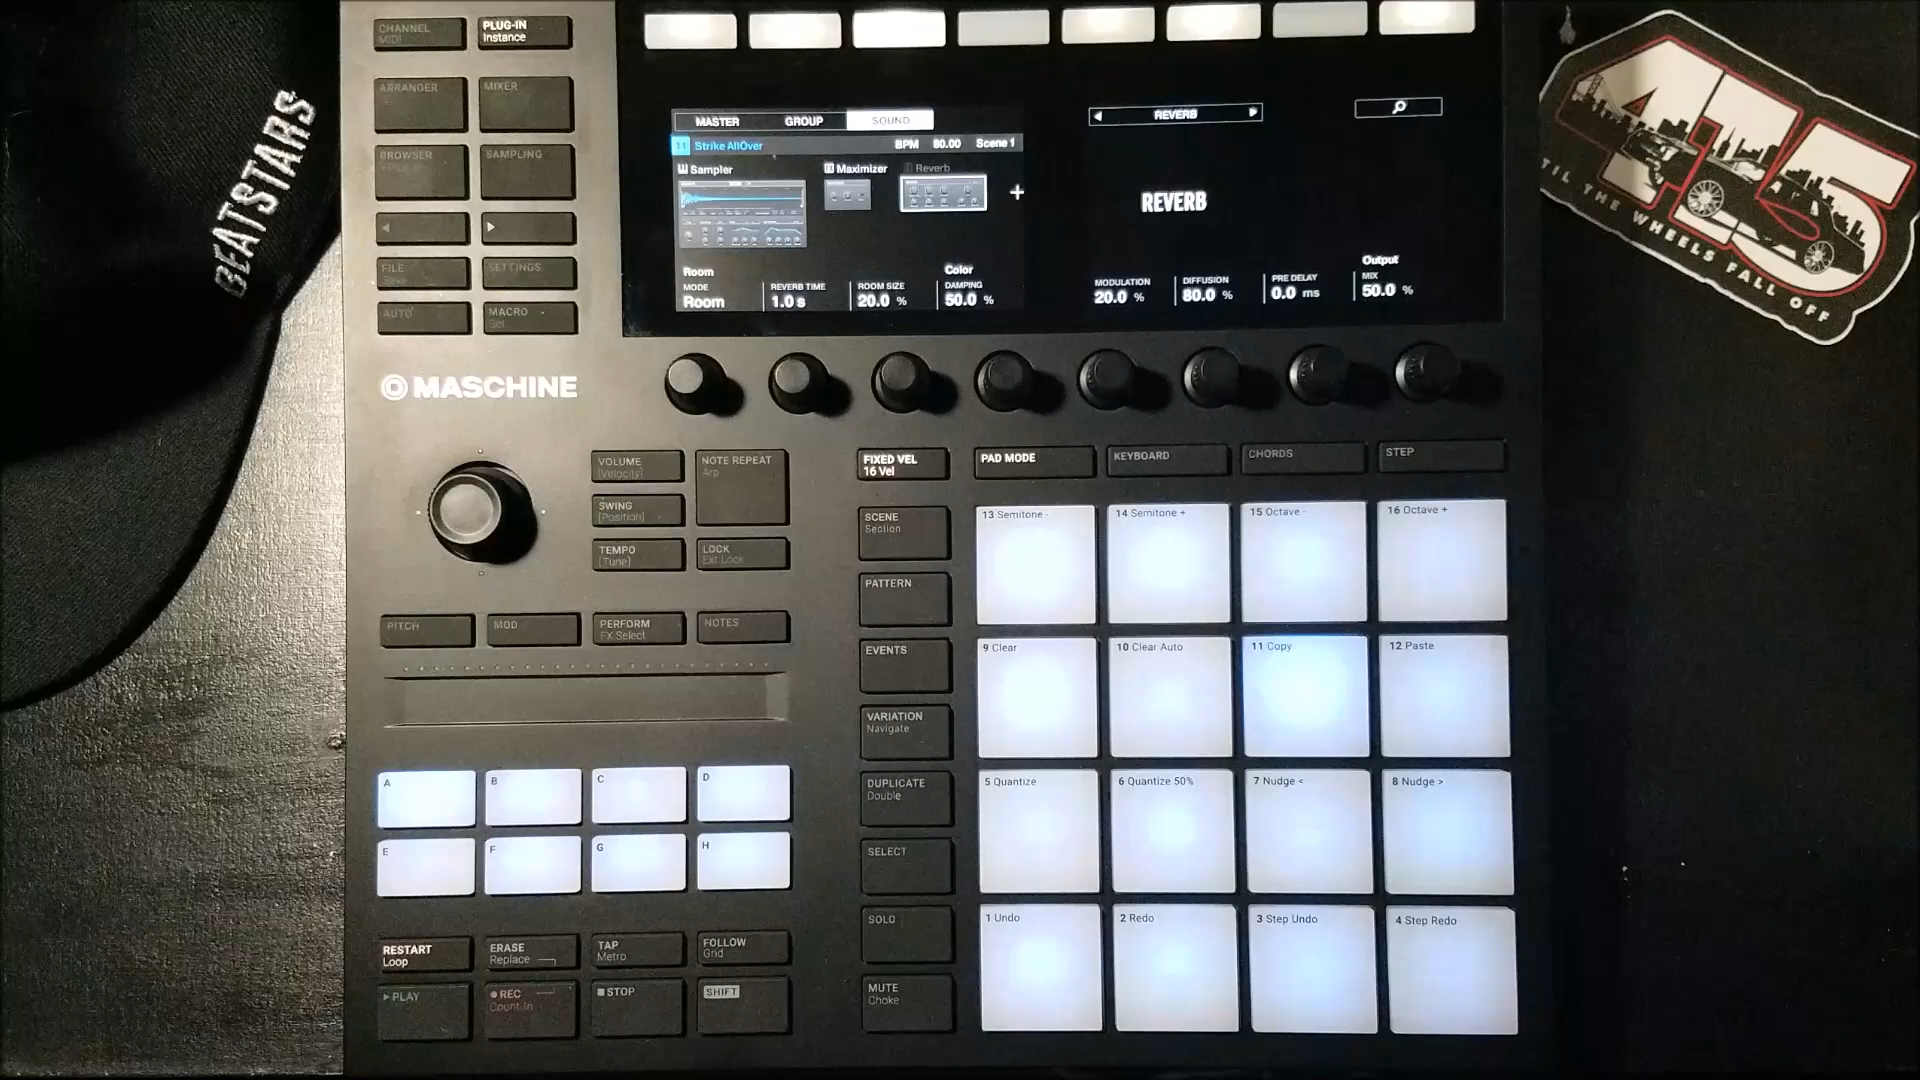 BEATSTARS
CHANNEL
MIDI
PLUG-IN
Instance
ARRANGER
MIXER
BROWSER
SAMPLING
FILE
Save
SETTINGS
AUTO
MACRO
Set
MASCHINE
MASTER GROUP SOUND
11 Strike AllOver BPM 80.00 Scene 1
Sampler Maximizer Reverb
+
Room Color
MODE REVERB TIME ROOM SIZE DAMPING
Room 1.0 s 20.0 % 50.0 %
REVERB
REVERB
Output
MODULATION DIFFUSION PRE DELAY MIX
20.0 % 80.0 % 0.0 ms 50.0 %
415
'TIL THE WHEELS FALL OFF
VOLUME
[Velocity]
NOTE REPEAT
Arp
SWING
[Position]
TEMPO
[Tune]
LOCK
Ext Lock
FIXED VEL
16 Vel
PAD MODE
KEYBOARD
CHORDS
STEP
PITCH
MOD
PERFORM
FX Select
NOTES
SCENE
Section
PATTERN
EVENTS
VARIATION
Navigate
DUPLICATE
Double
SELECT
SOLO
MUTE
Choke
13 Semitone -
14 Semitone +
15 Octave -
16 Octave +
9 Clear
10 Clear Auto
11 Copy
12 Paste
5 Quantize
6 Quantize 50%
7 Nudge <
8 Nudge >
1 Undo
2 Redo
3 Step Undo
4 Step Redo
A
B
C
D
E
F
G
H
RESTART
Loop
ERASE
Replace
TAP
Metro
FOLLOW
Grid
PLAY
REC
Count-In
STOP
SHIFT